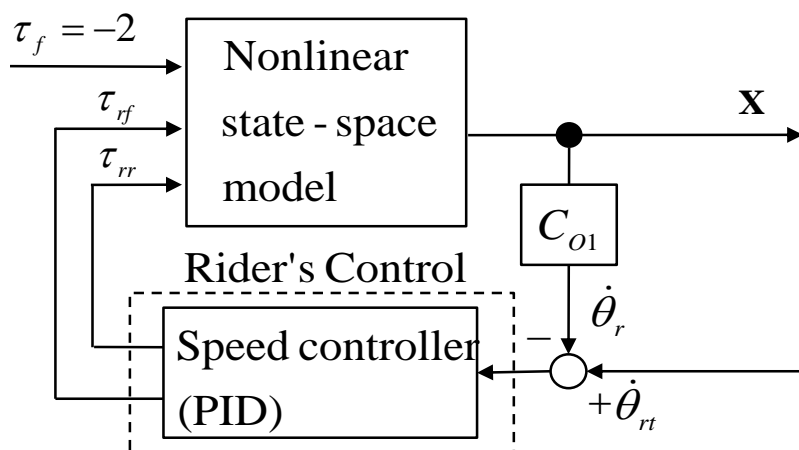 τ_f = −2
Nonlinear
state - space
model
τ_rf
τ_rr
X
C_O1
Rider's Control
θ̇_r
−
Speed controller
(PID)
+θ̇_rt